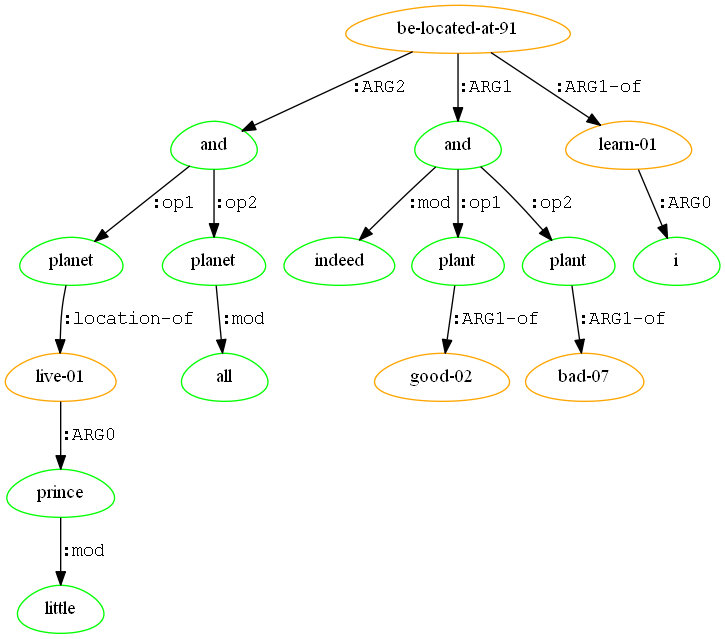 be-located-at-91
:ARG2 :ARG1 :ARG1-of
and and learn-01
:op1 :op2 :mod :op1 :op2 :ARG0
planet planet indeed plant plant i
:location-of :mod :ARG1-of :ARG1-of
live-01 all good-02 bad-07
:ARG0
prince
:mod
little